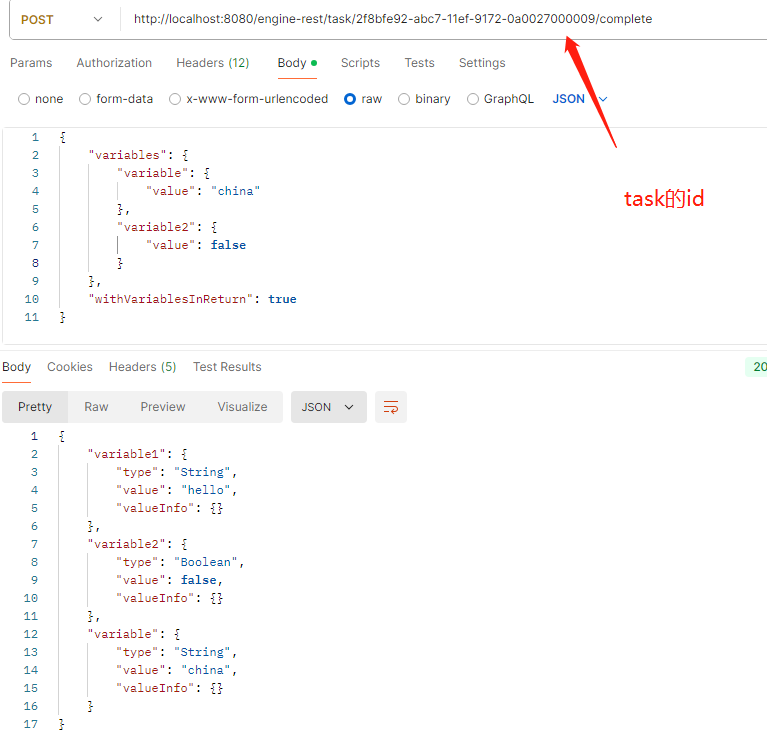 POST http://localhost:8080/engine-rest/task/2f8bfe92-abc7-11ef-9172-0a0027000009/complete
Params Authorization Headers (12) Body Scripts Tests Settings
none form-data x-www-form-urlencoded raw binary GraphQL JSON
1 {
2 "variables": {
3 "variable": {
4 "value": "china"
5 },
6 "variable2": {
7 "value": false
8 }
9 },
10 "withVariablesInReturn": true
11 }
task的id
Body Cookies Headers (5) Test Results 20
Pretty Raw Preview Visualize JSON
1 {
2 "variable1": {
3 "type": "String",
4 "value": "hello",
5 "valueInfo": {}
6 },
7 "variable2": {
8 "type": "Boolean",
9 "value": false,
10 "valueInfo": {}
11 },
12 "variable": {
13 "type": "String",
14 "value": "china",
15 "valueInfo": {}
16 }
17 }